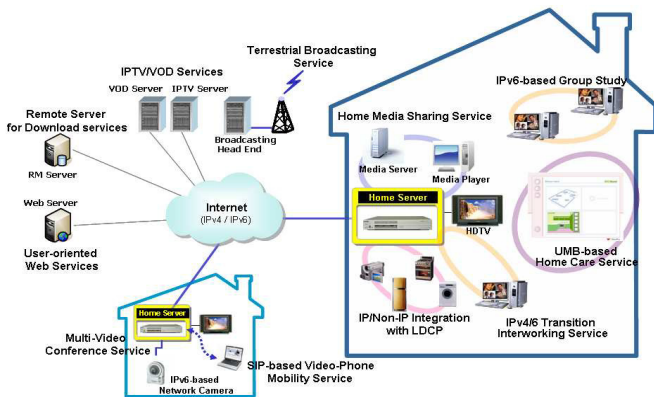 Terrestrial Broadcasting
Service
IPTV/VOD Services
VOD Server
IPTV Server
Broadcasting
Head End
Remote Server
for Download services
RM Server
Web Server
User-oriented
Web Services
Internet
(IPv4 / IPv6)
Home Media Sharing Service
Media Server
Media Player
IPv6-based Group Study
Home Server
HDTV
UMB-based
Home Care Service
IP/Non-IP Integration
with LDCP
IPv4/6 Transition
Interworking Service
Home Server
Multi-Video
Conference Service
IPv6-based
Network Camera
SIP-based Video-Phone
Mobility Service